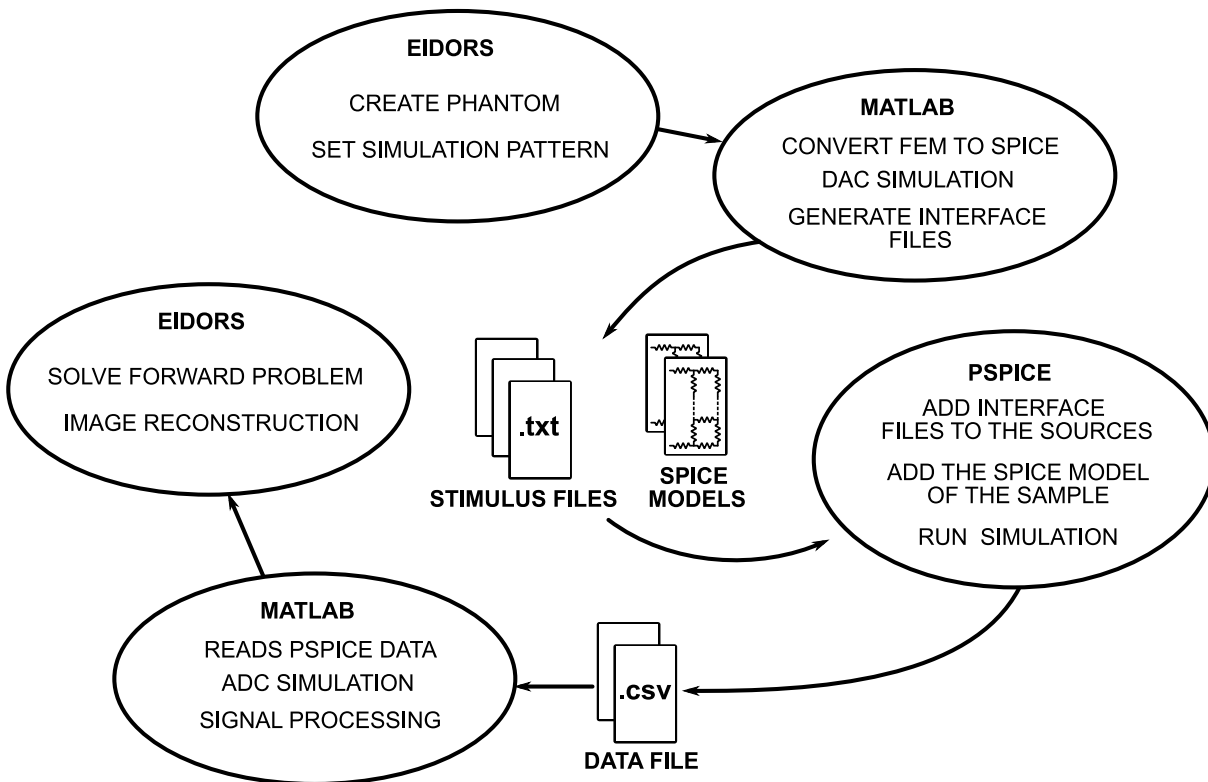 EIDORS
CREATE PHANTOM
SET SIMULATION PATTERN
MATLAB
CONVERT FEM TO SPICE
DAC SIMULATION
GENERATE INTERFACE
FILES
.txt
STIMULUS FILES
SPICE
MODELS
PSPICE
ADD INTERFACE
FILES TO THE SOURCES
ADD THE SPICE MODEL
OF THE SAMPLE
RUN SIMULATION
.csv
DATA FILE
MATLAB
READS PSPICE DATA
ADC SIMULATION
SIGNAL PROCESSING
EIDORS
SOLVE FORWARD PROBLEM
IMAGE RECONSTRUCTION